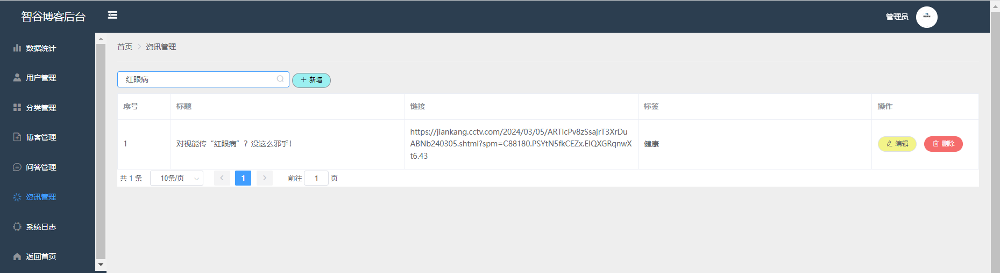 智谷博客后台
管理员
数据统计
用户管理
分类管理
博客管理
问答管理
资讯管理
系统日志
返回首页
首页 > 资讯管理
红眼病
+ 新增
序号 标题 链接 标签 操作
1 对视能传“红眼病”？没这么邪乎！ https://jiankang.cctv.com/2024/03/05/ARTIcPv8zSsajrT3XrDu
ABNb240305.shtml?spm=C88180.PSYtN5fkCEZx.EIQXGRqnwX
t6.43
健康 编辑 删除
共 1 条 10条/页 < 1 > 前往 1 页